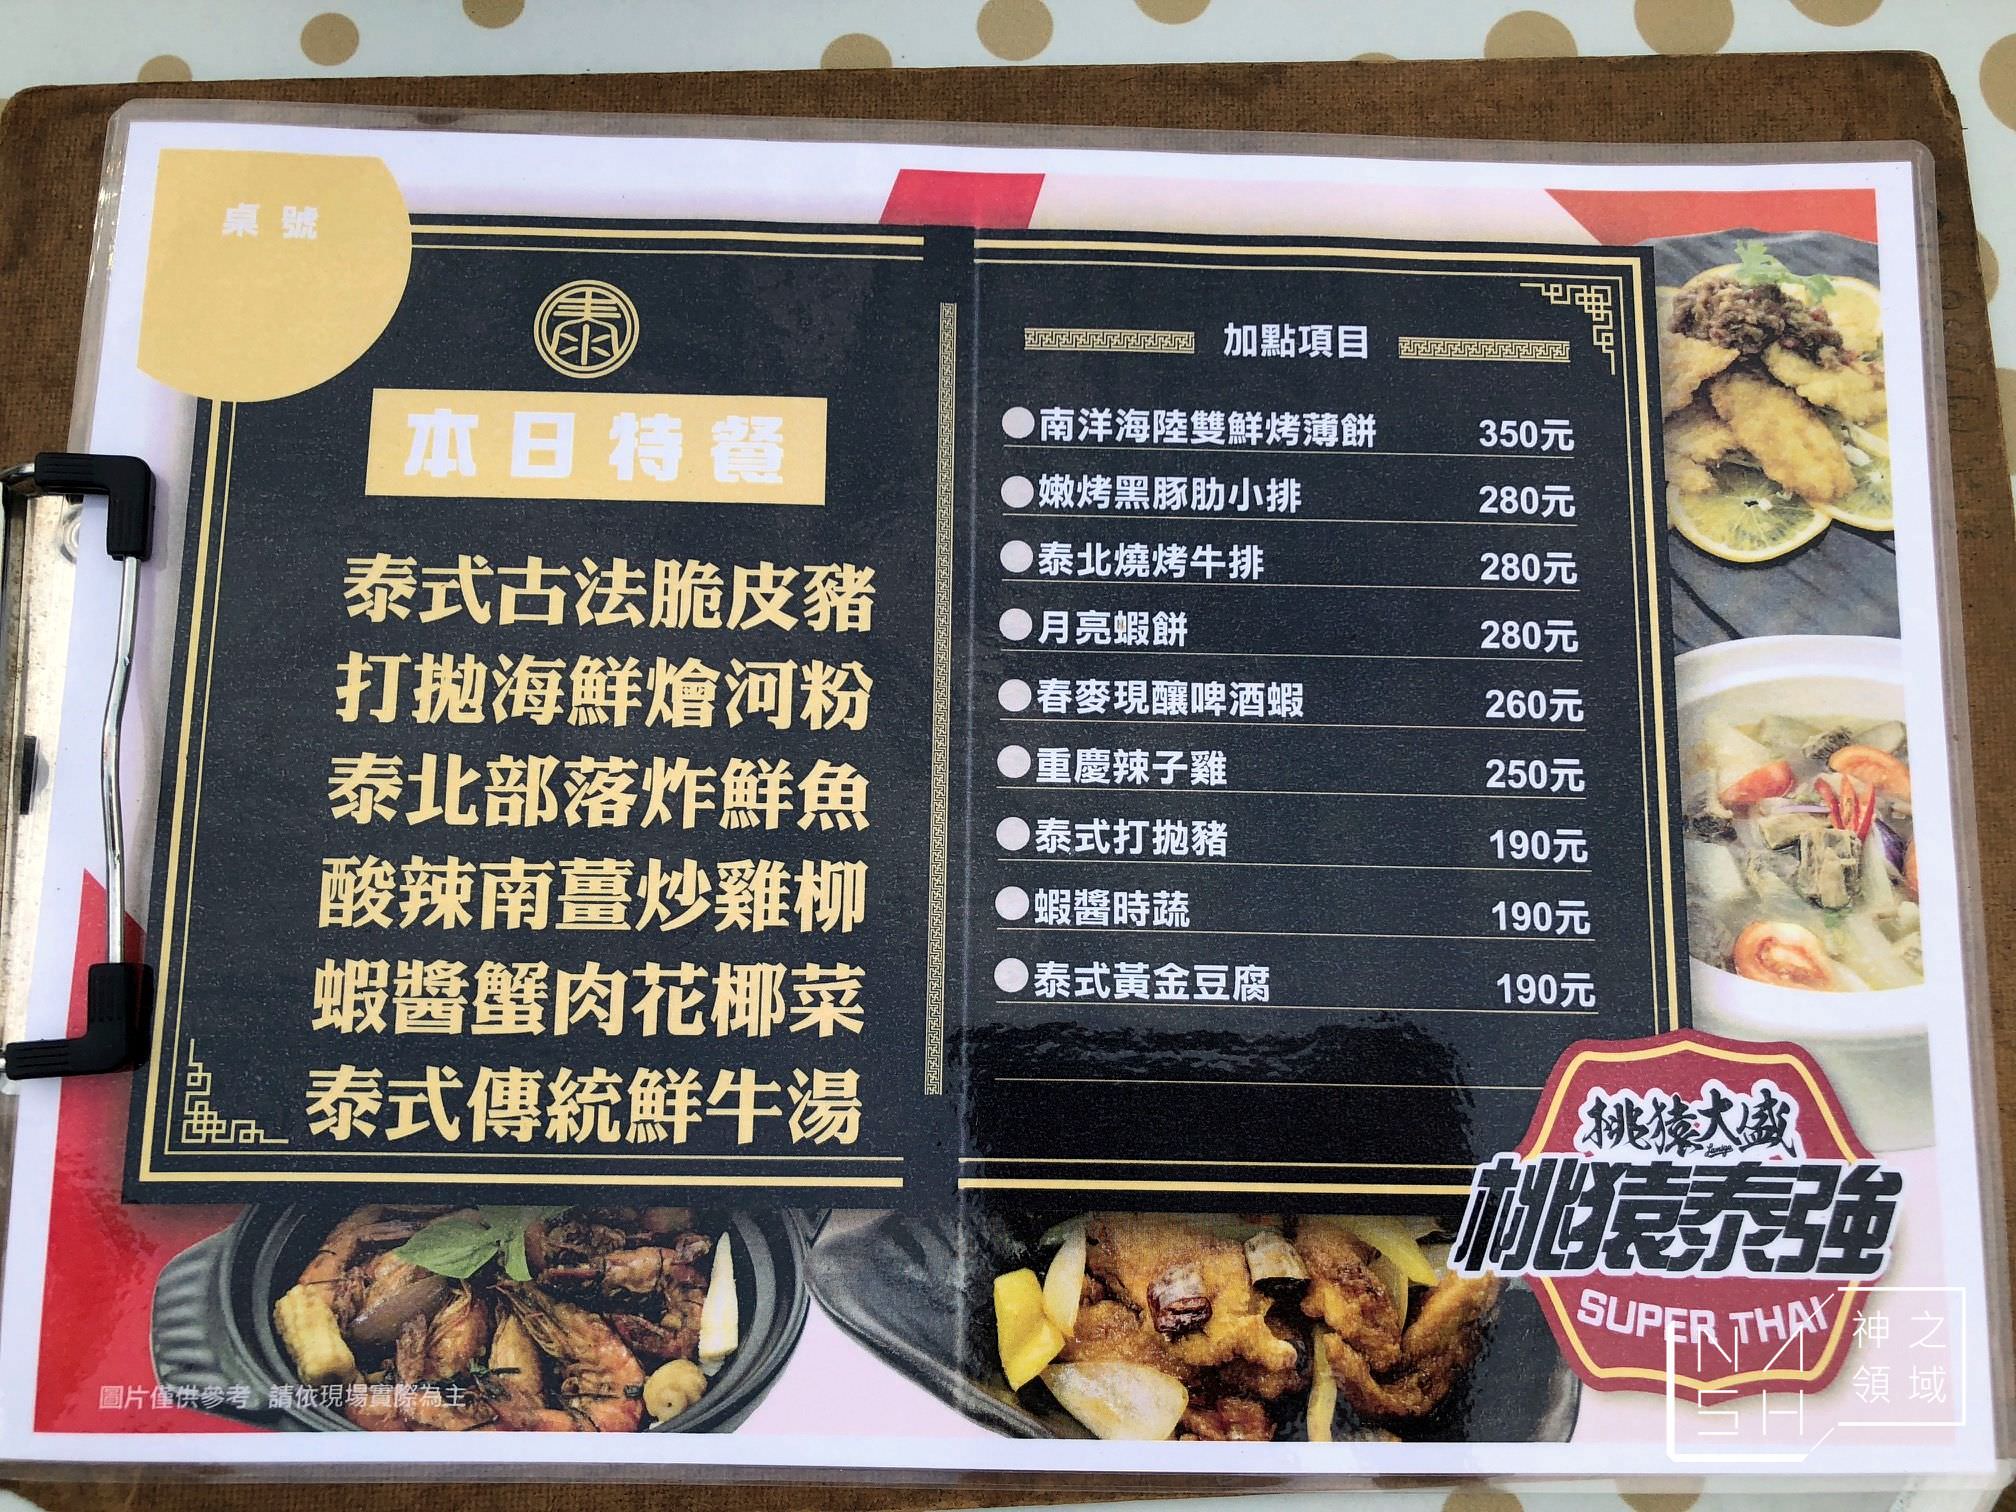 桌號
泰
本日特餐
泰式古法脆皮豬
打拋海鮮燴河粉
泰北部落炸鮮魚
酸辣南薑炒雞柳
蝦醬蟹肉花椰菜
泰式傳統鮮牛湯
加點項目
南洋海陸雙鮮烤薄餅 350元
嫩烤黑豚肋小排 280元
泰北燒烤牛排 280元
月亮蝦餅 280元
春麥現釀啤酒蝦 260元
重慶辣子雞 250元
泰式打拋豬 190元
蝦醬時蔬 190元
泰式黃金豆腐 190元
桃猿大盛
Lamigo
桃猿泰強
SUPER THAI
圖片僅供參考 請依現場實際為主
NASH
神之領域